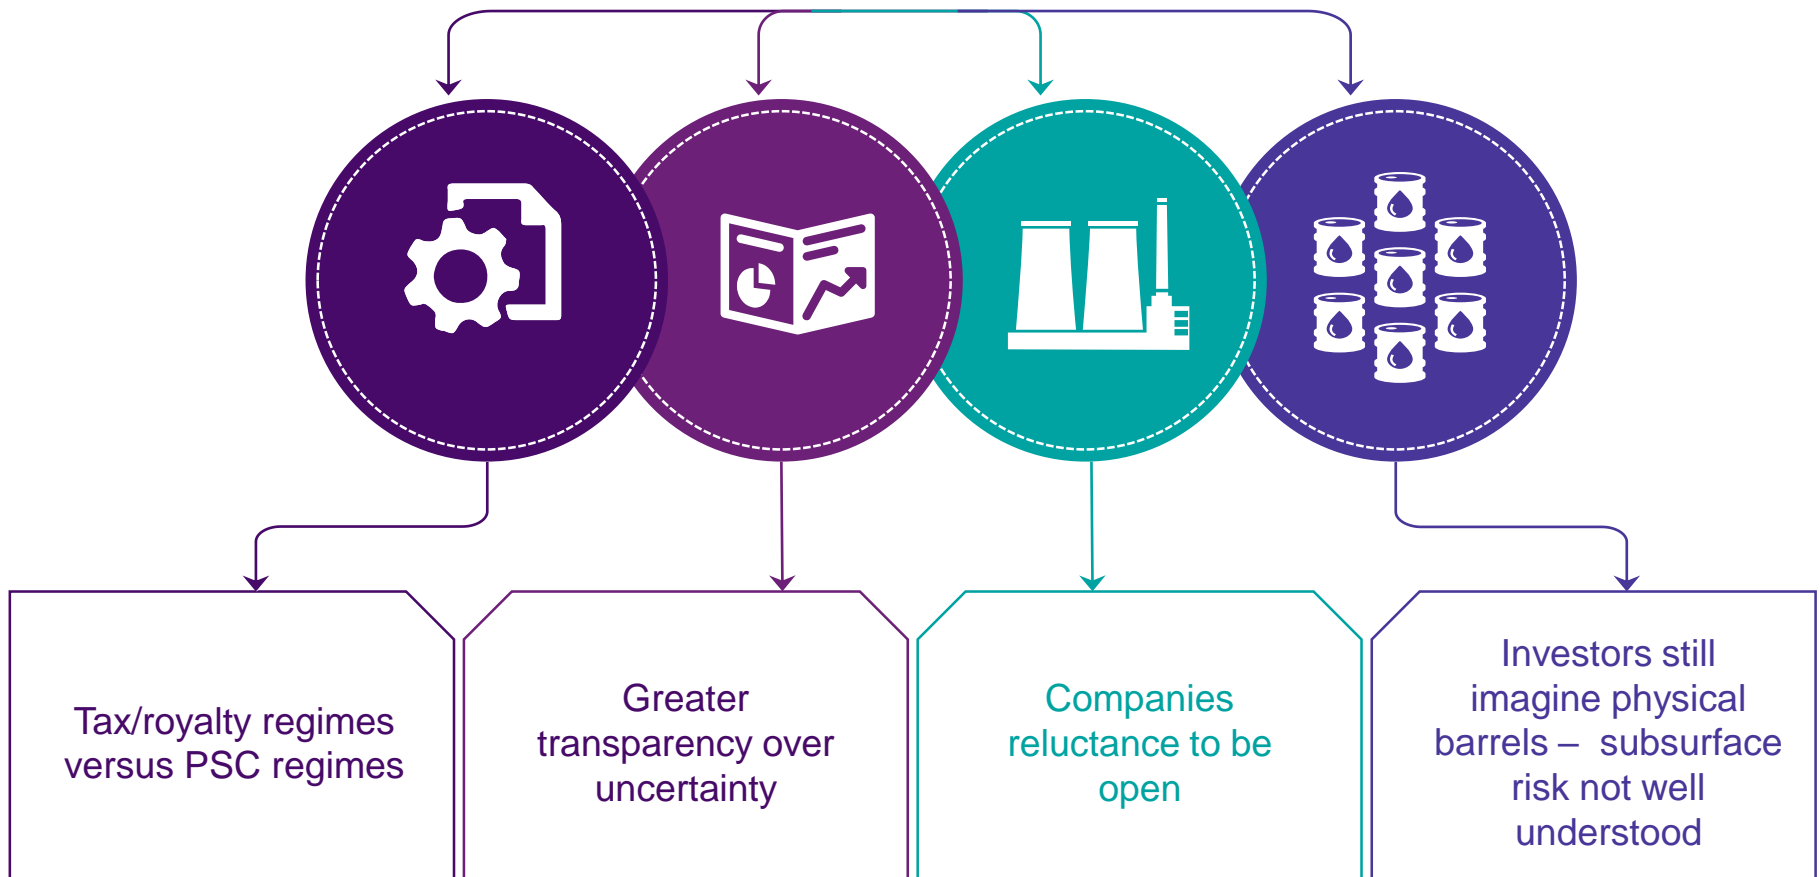 Tax/royalty regimes
versus PSC regimes
Greater
transparency over
uncertainty
Companies
reluctance to be
open
Investors still
imagine physical
barrels – subsurface
risk not well
understood